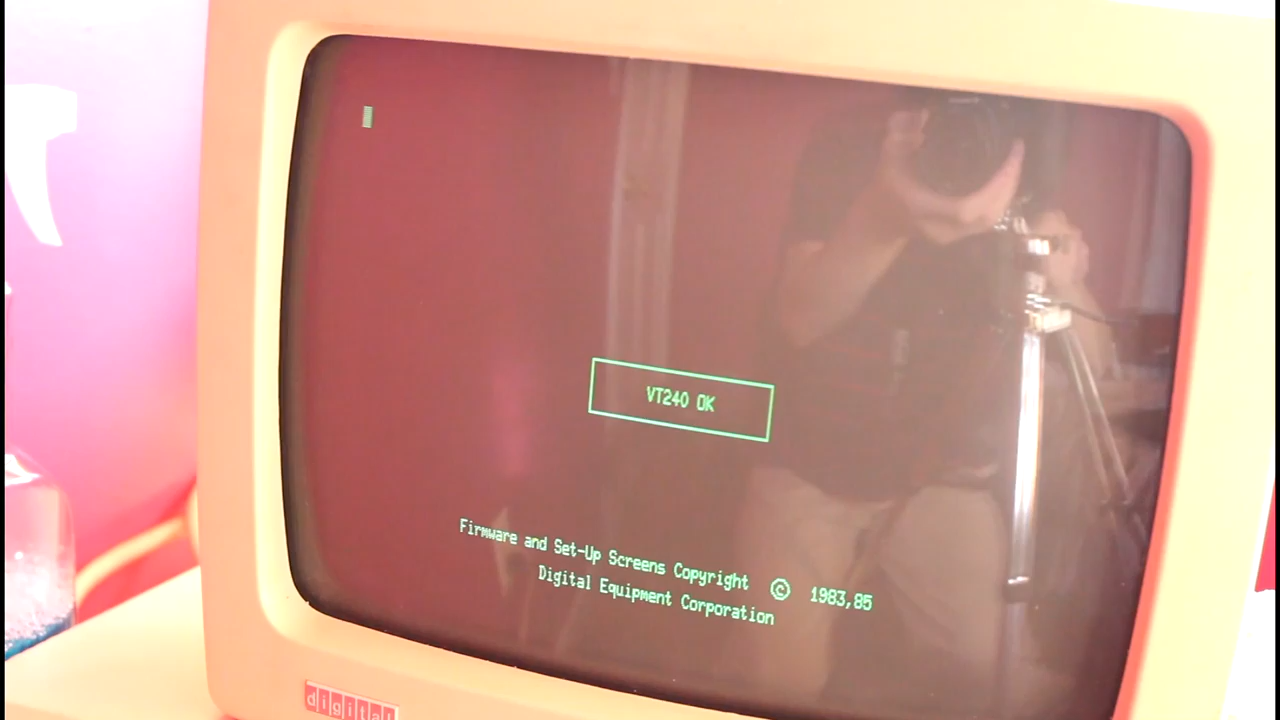 VT240 OK
Firmware and Set-Up Screens Copyright © 1983,85
Digital Equipment Corporation
digital